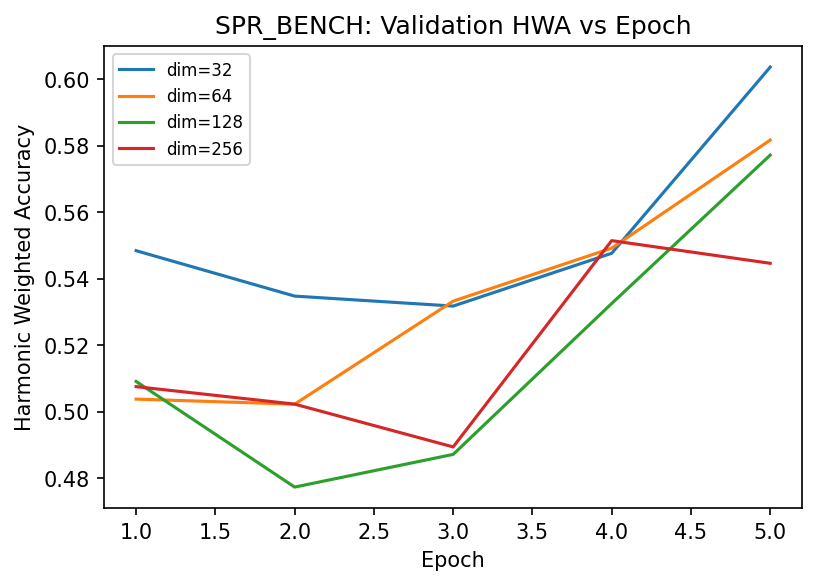 SPR_BENCH: Validation HWA vs Epoch
dim=32
dim=64
dim=128
dim=256
Harmonic Weighted Accuracy
0.60
0.58
0.56
0.54
0.52
0.50
0.48
1.0 1.5 2.0 2.5 3.0 3.5 4.0 4.5 5.0
Epoch